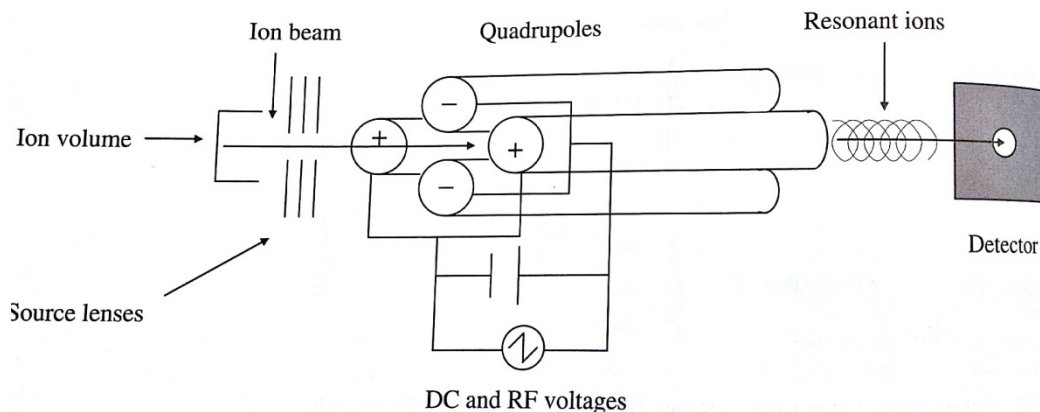 Ion beam
Quadrupoles
Resonant ions
Ion volume
+
−
+
−
Detector
Source lenses
DC and RF voltages